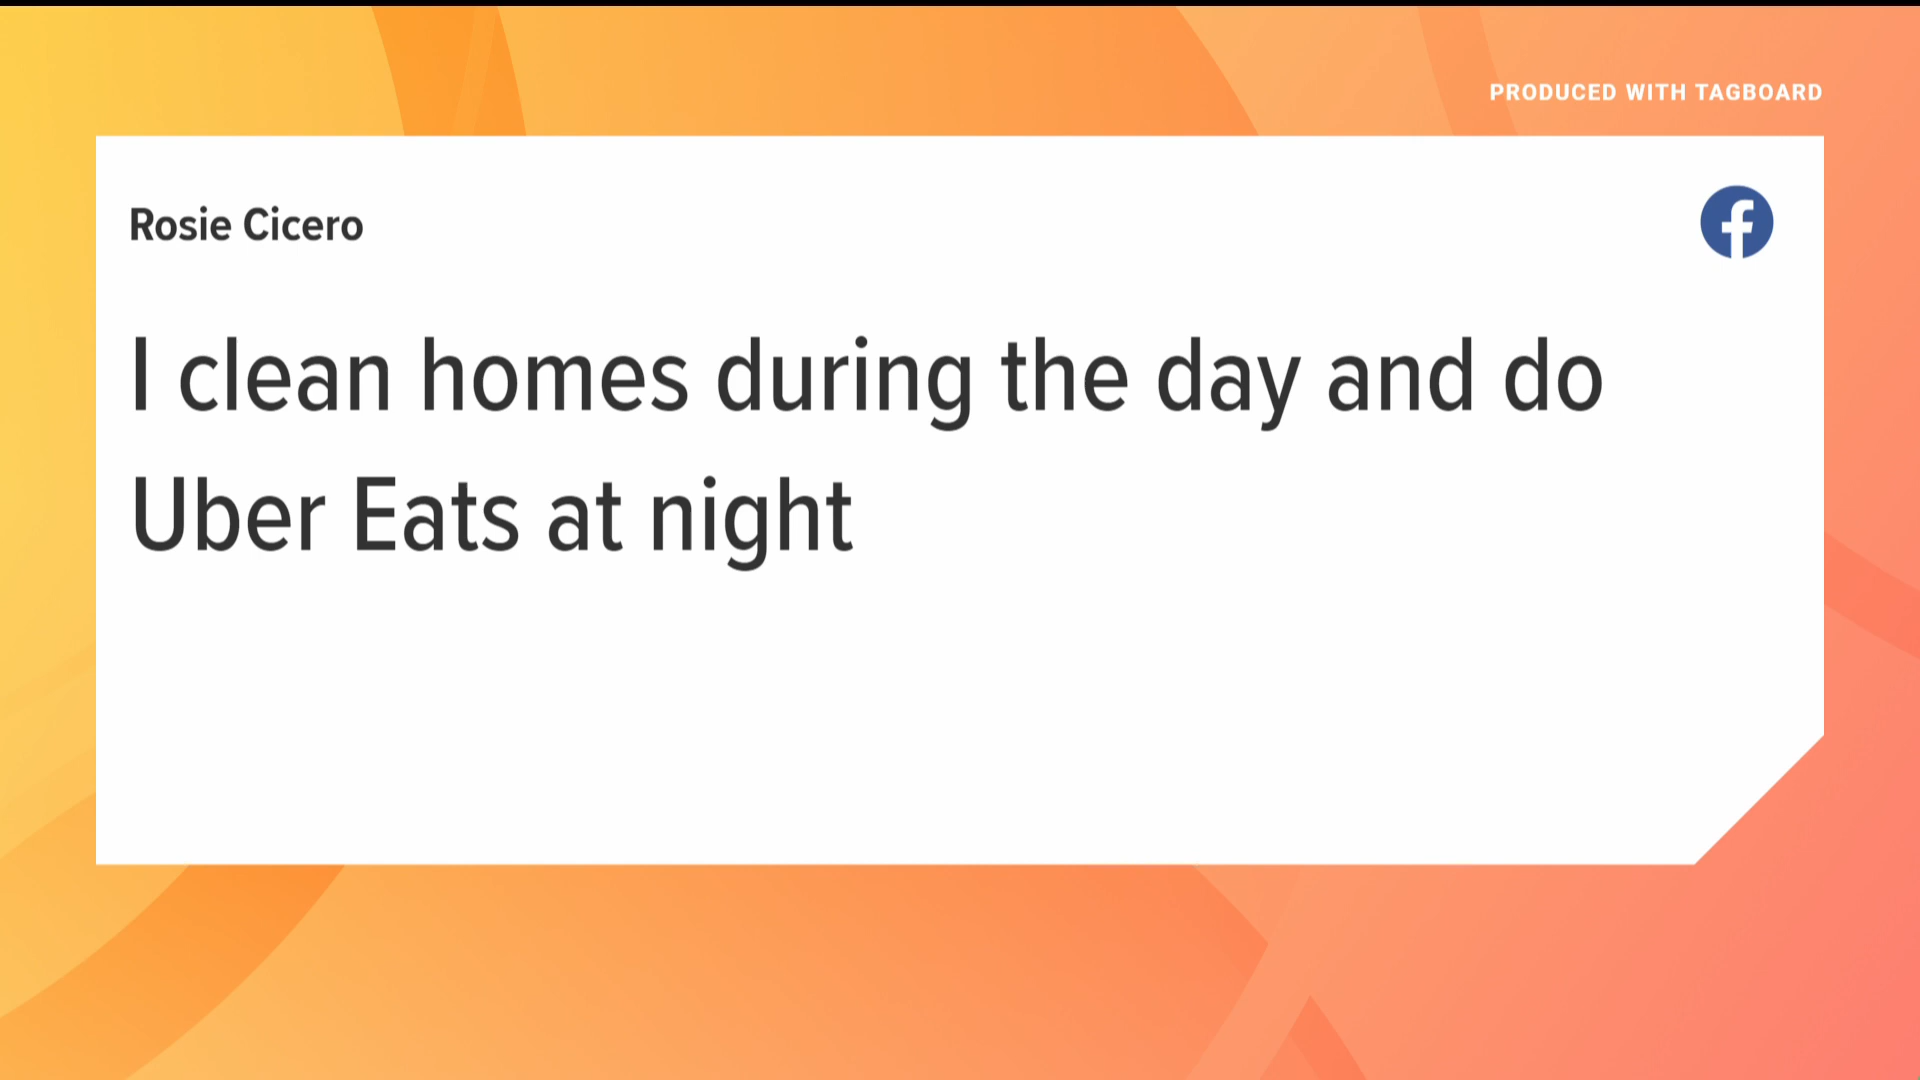 PRODUCED WITH TAGBOARD
Rosie Cicero
I clean homes during the day and do
Uber Eats at night